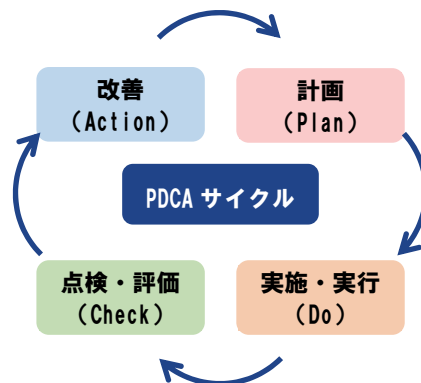 改善
(Action)
計画
(Plan)
PDCA サイクル
点検・評価
(Check)
実施・実行
(Do)